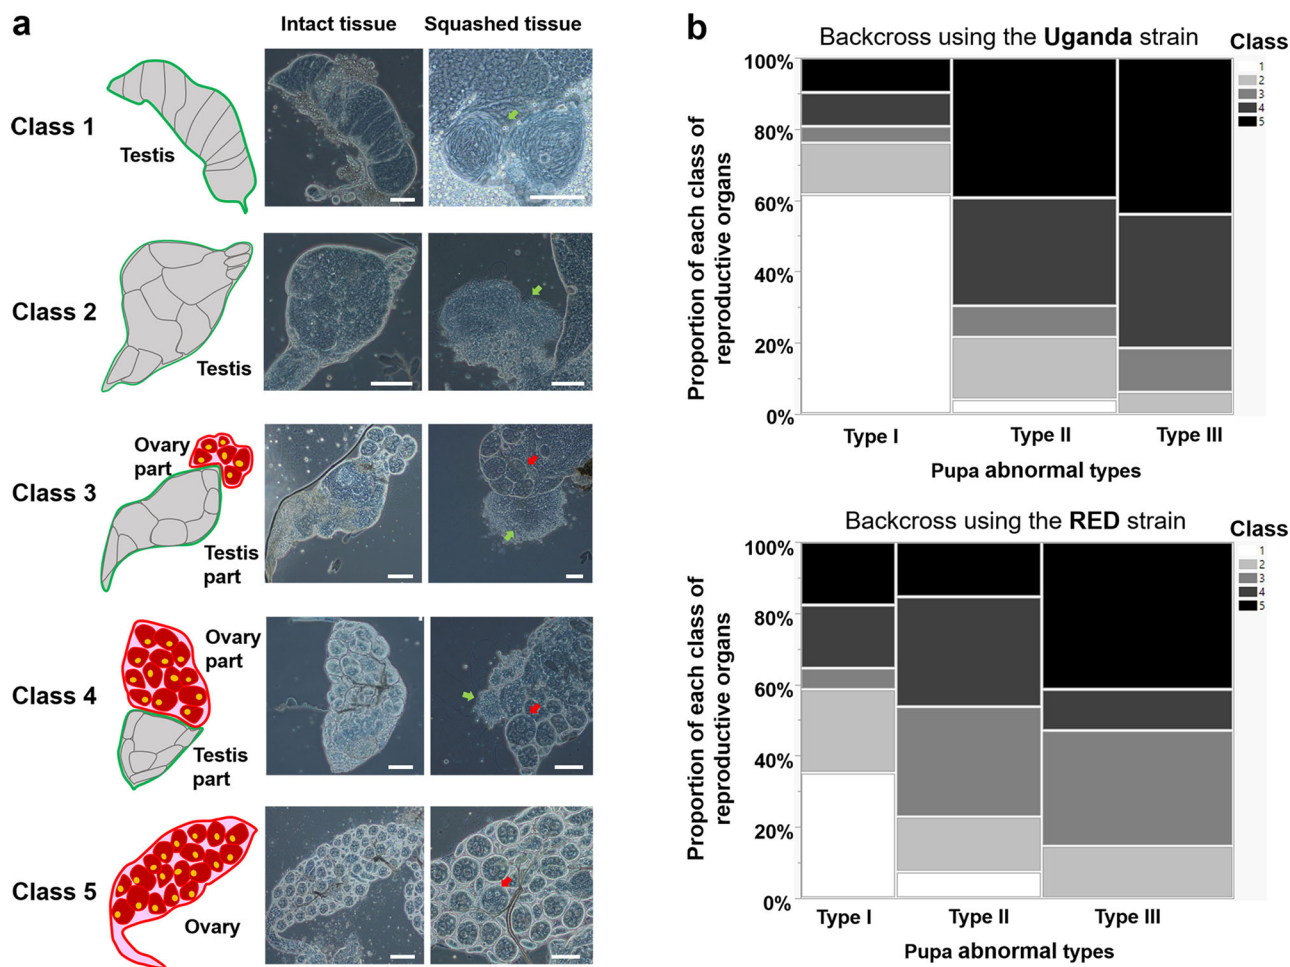 a
Intact tissue
Squashed tissue
Class 1
Testis
Class 2
Testis
Class 3
Ovary
part
Testis
part
Class 4
Ovary
part
Testis
part
Class 5
Ovary
b
Backcross using the Uganda strain
Class
1
2
3
4
5
Proportion of each class of
reproductive organs
100%
80%
60%
40%
20%
0%
Type I
Type II
Type III
Pupa abnormal types
Backcross using the RED strain
Class
1
2
3
4
5
Proportion of each class of
reproductive organs
100%
80%
60%
40%
20%
0%
Type I
Type II
Type III
Pupa abnormal types